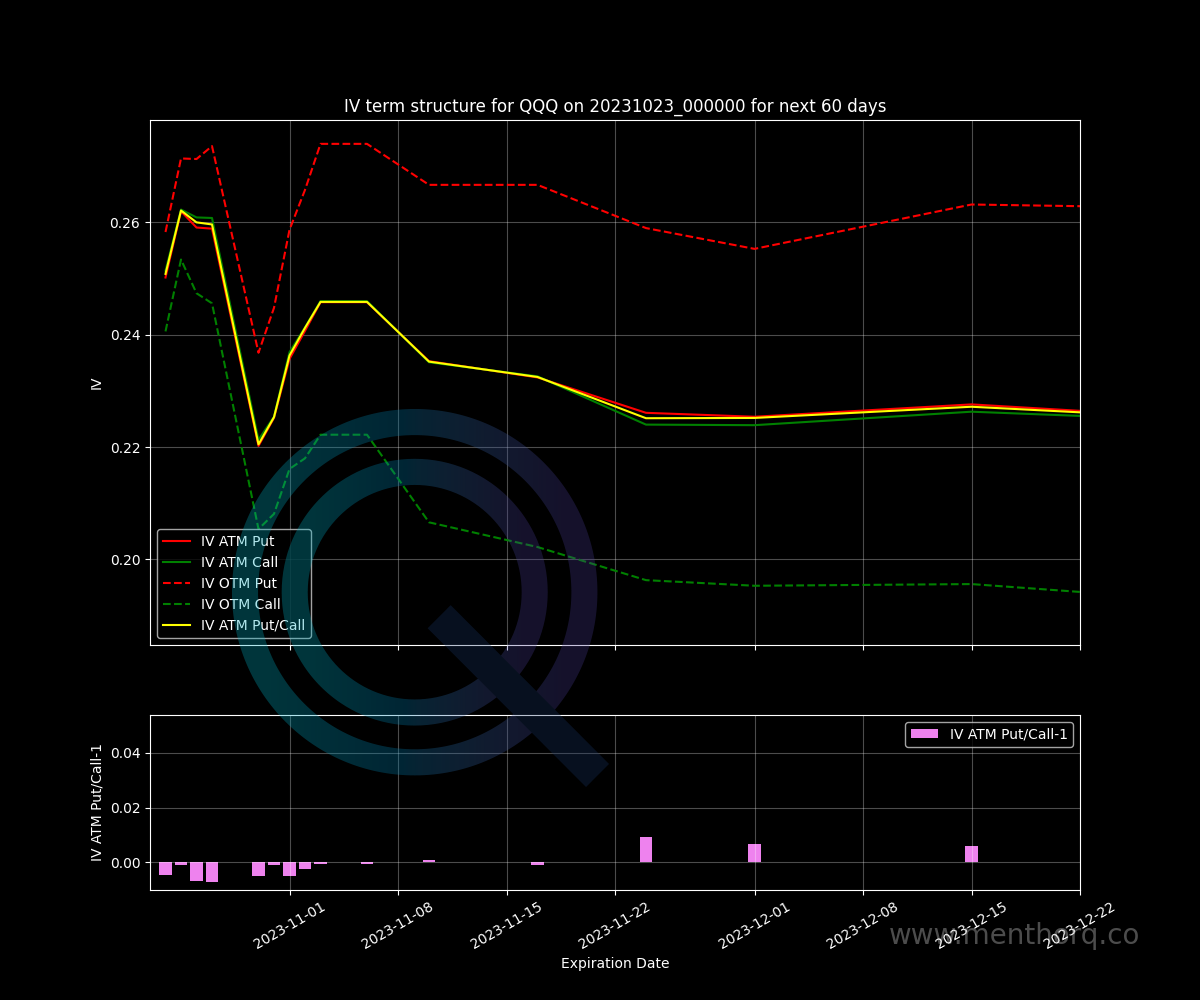 IV term structure for QQQ on 20231023_000000 for next 60 days
IV
0.26
0.24
0.22
0.20
IV ATM Put
IV ATM Call
IV OTM Put
IV OTM Call
IV ATM Put/Call
IV ATM Put/Call-1
0.04
0.02
0.00
IV ATM Put/Call-1
2023-11-01
2023-11-08
2023-11-15
2023-11-22
2023-12-01
2023-12-08
2023-12-15
2023-12-22
www.menthorq.co
Expiration Date